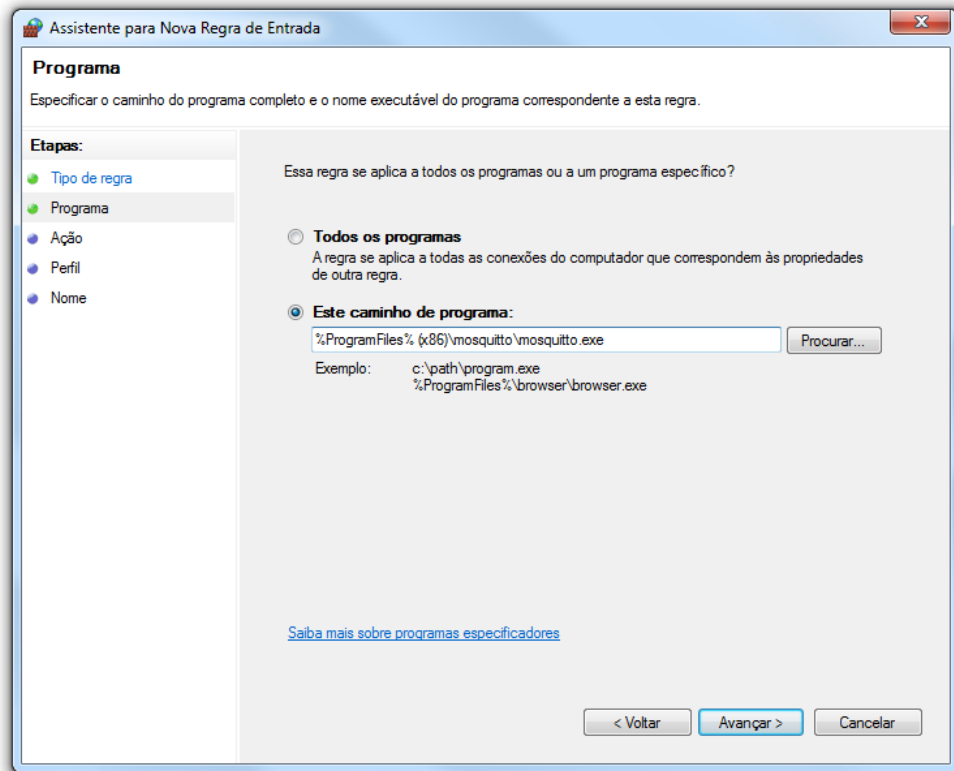 Assistente para Nova Regra de Entrada
Programa
Especificar o caminho do programa completo e o nome executável do programa correspondente a esta regra.
Etapas:
Tipo de regra
Programa
Ação
Perfil
Nome
Essa regra se aplica a todos os programas ou a um programa específico?
Todos os programas
A regra se aplica a todas as conexões do computador que correspondem às propriedades
de outra regra.
Este caminho de programa:
%ProgramFiles% (x86)\mosquitto\mosquitto.exe
Procurar...
Exemplo: c:\path\program.exe
%ProgramFiles%\browser\browser.exe
Saiba mais sobre programas especificadores
< Voltar
Avançar >
Cancelar